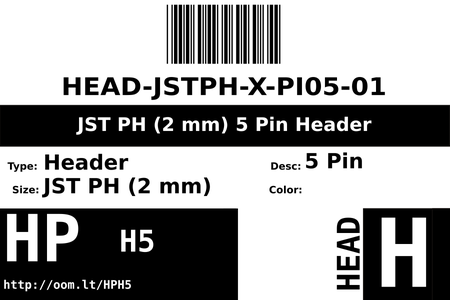 HEAD-JSTPH-X-PI05-01
JST PH (2 mm) 5 Pin Header
Type: Header
Desc: 5 Pin
Size: JST PH (2 mm)
Color:
HP H5
http://oom.lt/HPH5
HEAD
H